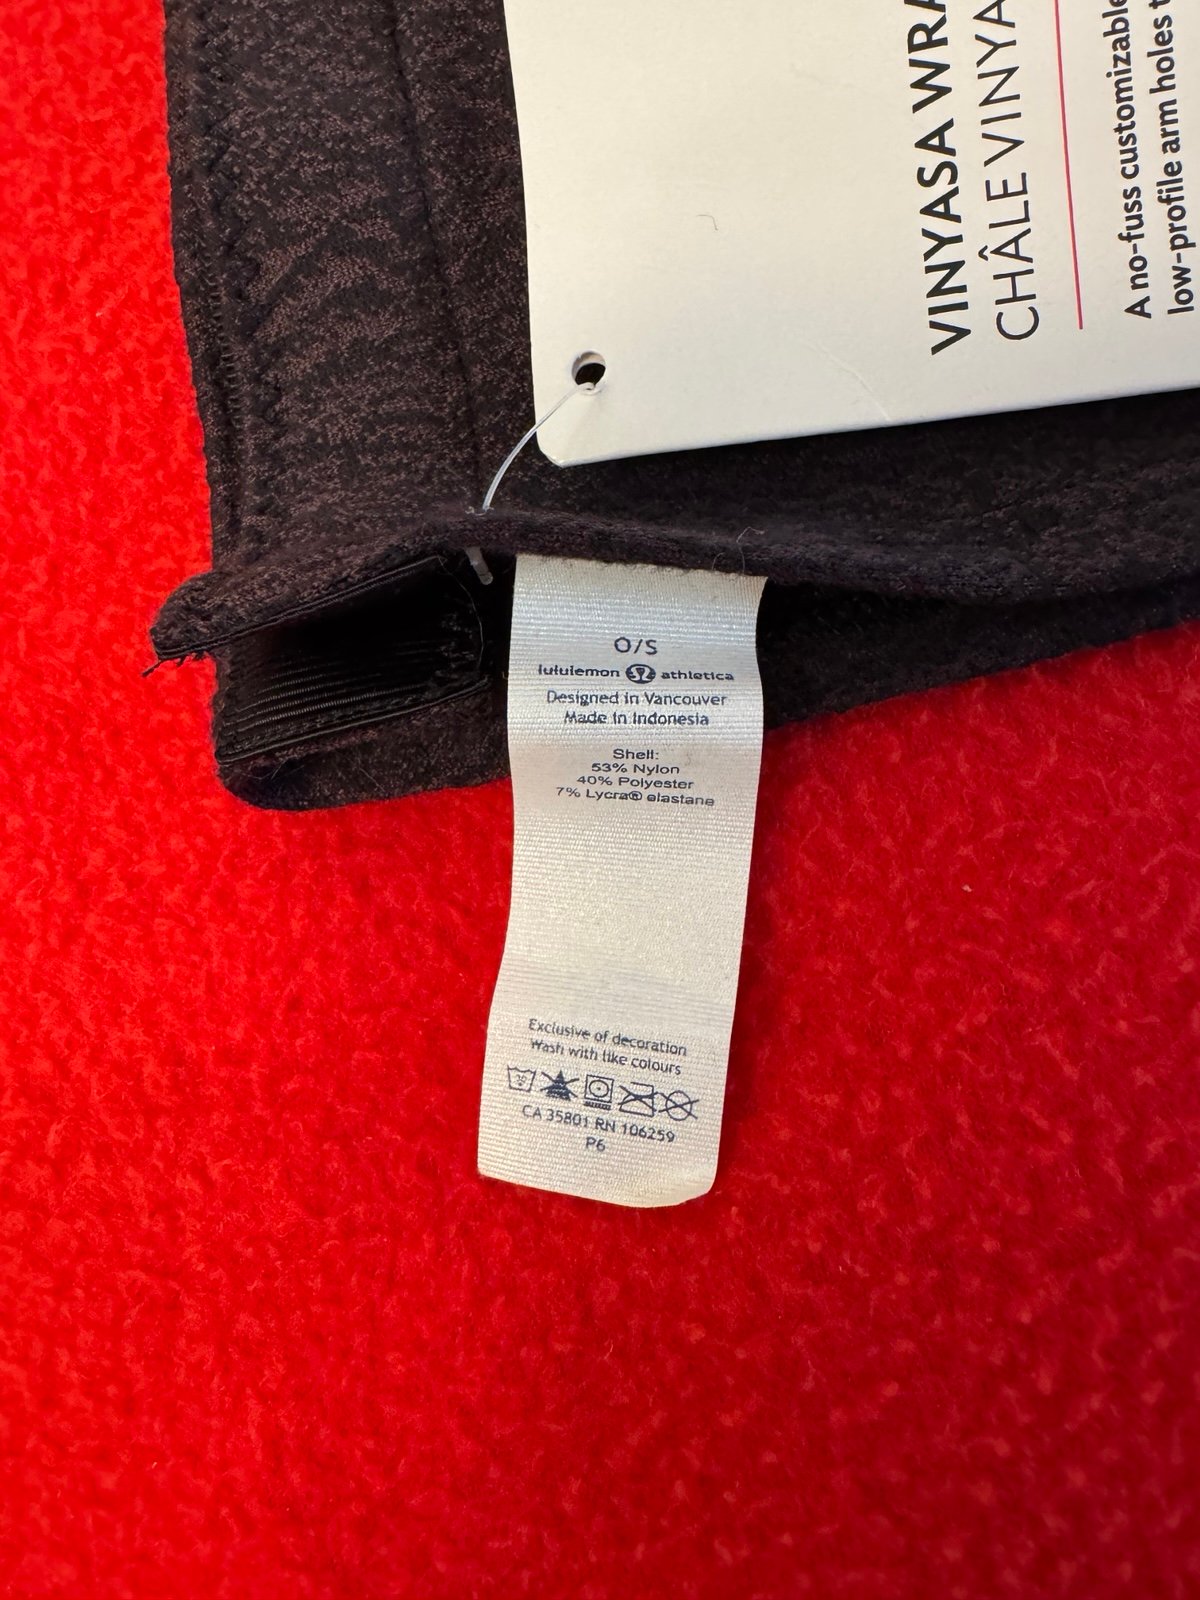 VINYASA WRA
CHÂLE VINYA
A no-fuss customizable
low-profile arm holes t
O/S
lululemon athletica
Designed in Vancouver
Made in Indonesia
Shell:
53% Nylon
40% Polyester
7% Lycra® elastane
Exclusive of decoration
Wash with like colours
CA 35801 RN 106259
P6